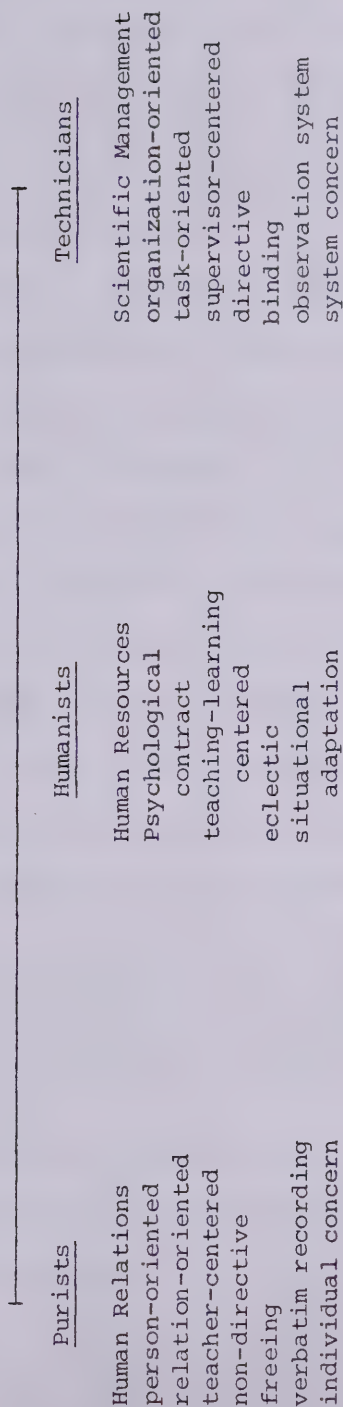 Purists
Human Relations
person-oriented
relation-oriented
teacher-centered
non-directive
freeing
verbatim recording
individual concern
Humanists
Human Resources
Psychological
contract
teaching-learning
centered
eclectic
situational
adaptation
Technicians
Scientific Management
organization-oriented
task-oriented
supervisor-centered
directive
binding
observation system
system concern